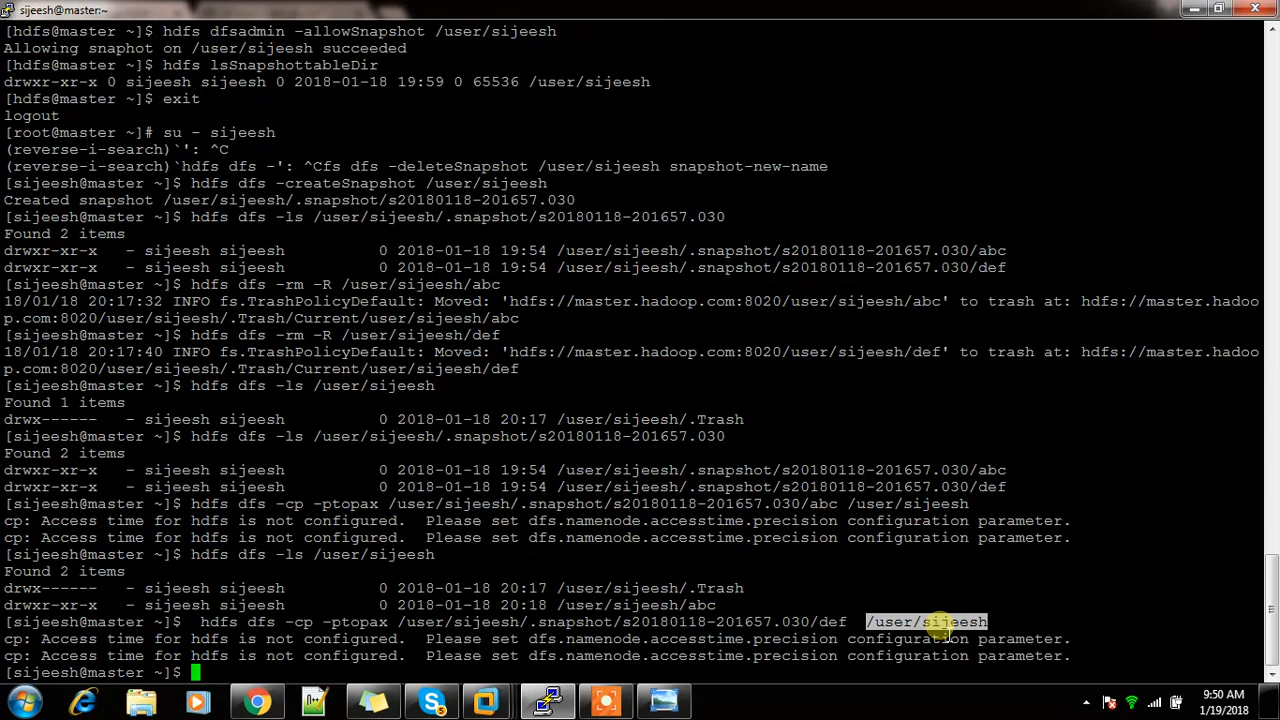 sijeesh@master:~
[hdfs@master ~]$ hdfs dfsadmin -allowSnapshot /user/sijeesh
Allowing snaphot on /user/sijeesh succeeded
[hdfs@master ~]$ hdfs lsSnapshottableDir
drwxr-xr-x 0 sijeesh sijeesh 0 2018-01-18 19:59 0 65536 /user/sijeesh
[hdfs@master ~]$ exit
logout
[root@master ~]# su - sijeesh
(reverse-i-search)`': ^C
(reverse-i-search)`hdfs dfs -': ^Cfs dfs -deleteSnapshot /user/sijeesh snapshot-new-name
[sijeesh@master ~]$ hdfs dfs -createSnapshot /user/sijeesh
Created snapshot /user/sijeesh/.snapshot/s20180118-201657.030
[sijeesh@master ~]$ hdfs dfs -ls /user/sijeesh/.snapshot/s20180118-201657.030
Found 2 items
drwxr-xr-x   - sijeesh sijeesh          0 2018-01-18 19:54 /user/sijeesh/.snapshot/s20180118-201657.030/abc
drwxr-xr-x   - sijeesh sijeesh          0 2018-01-18 19:54 /user/sijeesh/.snapshot/s20180118-201657.030/def
[sijeesh@master ~]$ hdfs dfs -rm -R /user/sijeesh/abc
18/01/18 20:17:32 INFO fs.TrashPolicyDefault: Moved: 'hdfs://master.hadoop.com:8020/user/sijeesh/abc' to trash at: hdfs://master.hadoo
p.com:8020/user/sijeesh/.Trash/Current/user/sijeesh/abc
[sijeesh@master ~]$ hdfs dfs -rm -R /user/sijeesh/def
18/01/18 20:17:40 INFO fs.TrashPolicyDefault: Moved: 'hdfs://master.hadoop.com:8020/user/sijeesh/def' to trash at: hdfs://master.hadoo
p.com:8020/user/sijeesh/.Trash/Current/user/sijeesh/def
[sijeesh@master ~]$ hdfs dfs -ls /user/sijeesh
Found 1 items
drwx------   - sijeesh sijeesh          0 2018-01-18 20:17 /user/sijeesh/.Trash
[sijeesh@master ~]$ hdfs dfs -ls /user/sijeesh/.snapshot/s20180118-201657.030
Found 2 items
drwxr-xr-x   - sijeesh sijeesh          0 2018-01-18 19:54 /user/sijeesh/.snapshot/s20180118-201657.030/abc
drwxr-xr-x   - sijeesh sijeesh          0 2018-01-18 19:54 /user/sijeesh/.snapshot/s20180118-201657.030/def
[sijeesh@master ~]$ hdfs dfs -cp -ptopax /user/sijeesh/.snapshot/s20180118-201657.030/abc /user/sijeesh
cp: Access time for hdfs is not configured.  Please set dfs.namenode.accesstime.precision configuration parameter.
cp: Access time for hdfs is not configured.  Please set dfs.namenode.accesstime.precision configuration parameter.
[sijeesh@master ~]$ hdfs dfs -ls /user/sijeesh
Found 2 items
drwx------   - sijeesh sijeesh          0 2018-01-18 20:17 /user/sijeesh/.Trash
drwxr-xr-x   - sijeesh sijeesh          0 2018-01-18 20:18 /user/sijeesh/abc
[sijeesh@master ~]$  hdfs dfs -cp -ptopax /user/sijeesh/.snapshot/s20180118-201657.030/def  /user/sijeesh
cp: Access time for hdfs is not configured.  Please set dfs.namenode.accesstime.precision configuration parameter.
cp: Access time for hdfs is not configured.  Please set dfs.namenode.accesstime.precision configuration parameter.
[sijeesh@master ~]$
9:50 AM
1/19/2018